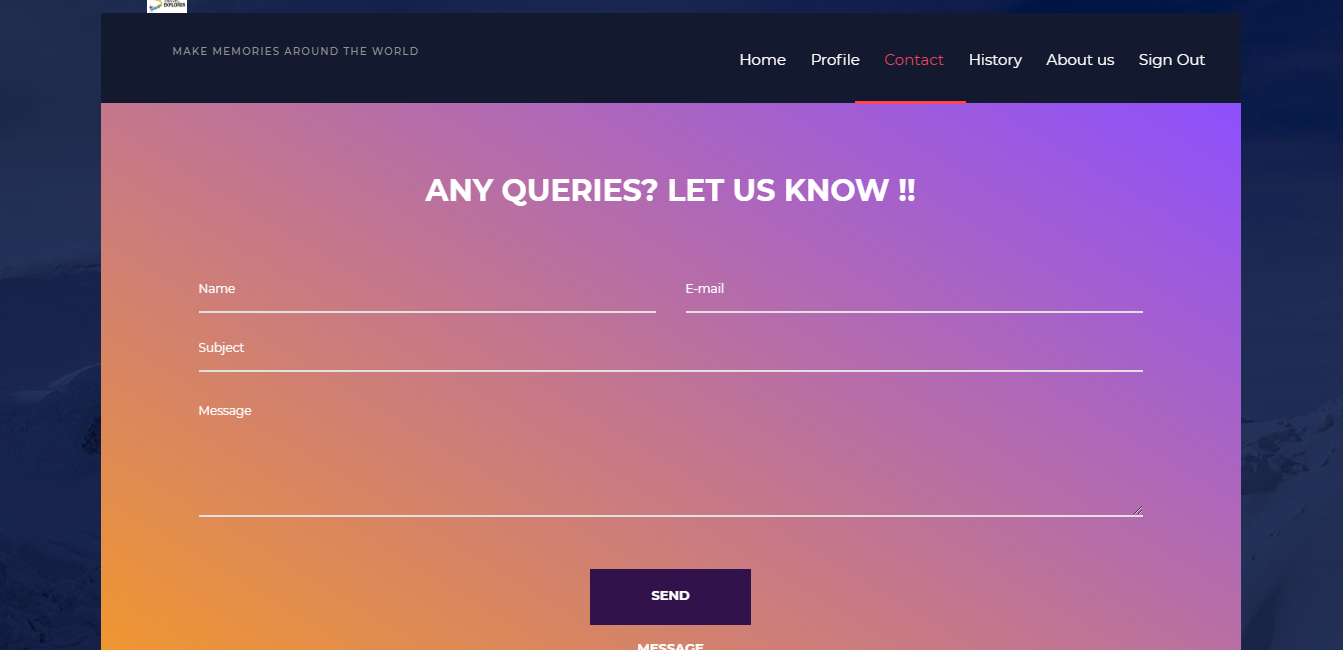 EXPLORER
MAKE MEMORIES AROUND THE WORLD
Home Profile Contact History About us Sign Out
ANY QUERIES? LET US KNOW !!
Name E-mail
Subject
Message
SEND
MESSAGE